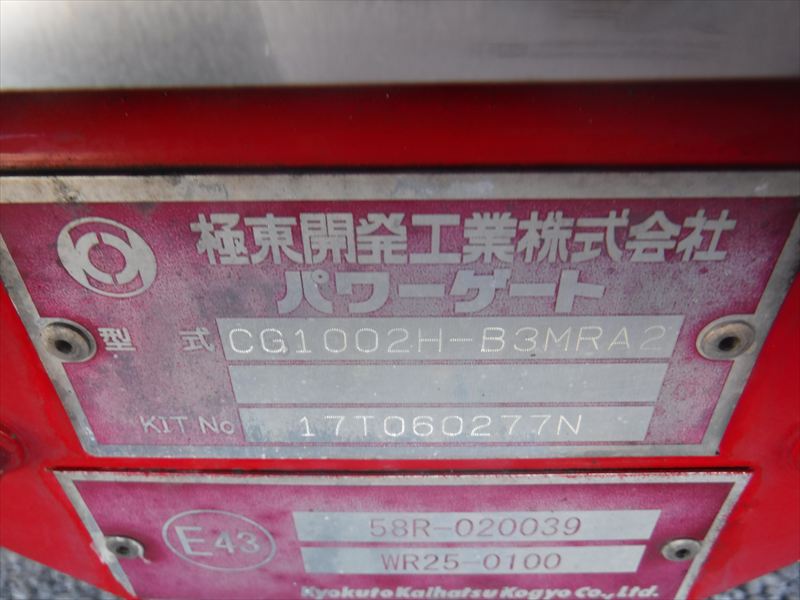 極東開発工業株式会社
パワーゲート
型式 CG1002H-B3MRA2
KIT No 17T060277N
58R-020039
E43
WR25-0100
Kyokuto Kaihatsu Kogyo Co., Ltd.